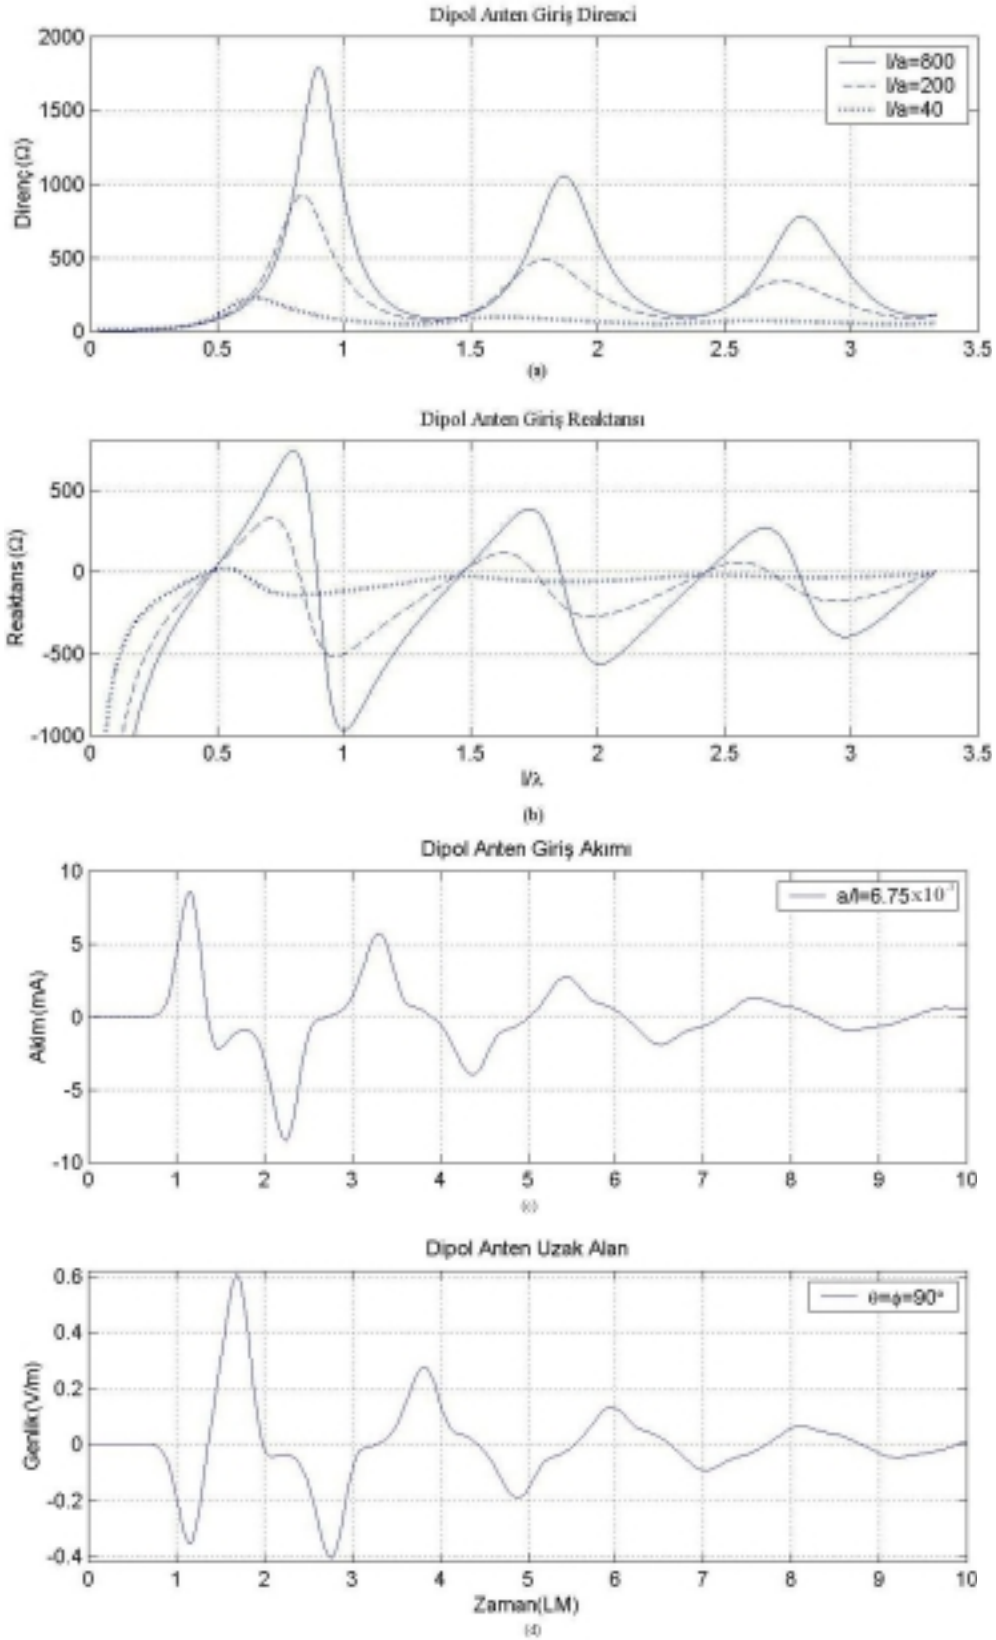 Dipol Anten Giriş Direnci
2000
1500
1000
500
0
Direnç(Ω)
l/a=800
l/a=200
l/a=40
0 0.5 1 1.5 2 2.5 3 3.5
(a)
Dipol Anten Giriş Reaktansı
500
0
-500
-1000
Reaktans(Ω)
0 0.5 1 1.5 2 2.5 3 3.5
l/λ
(b)
Dipol Anten Giriş Akımı
10
5
0
-5
-10
Akım(mA)
a/l=6.75x10
0 1 2 3 4 5 6 7 8 9 10
(c)
Dipol Anten Uzak Alan
0.6
0.4
0.2
0
-0.2
-0.4
Genlik(V/m)
θ=ϕ=90°
0 1 2 3 4 5 6 7 8 9 10
Zaman(LM)
(d)